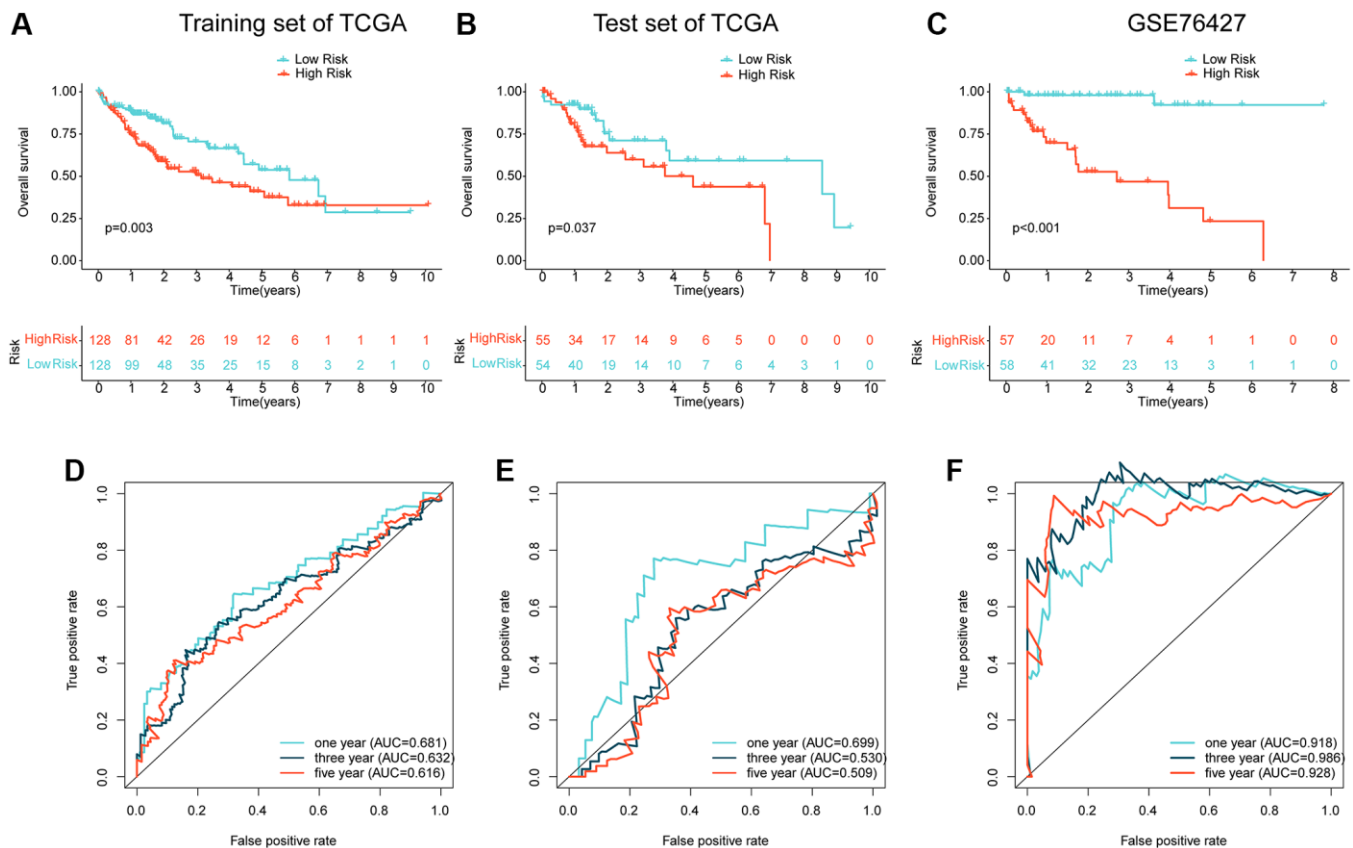 A Training set of TCGA
Low Risk
High Risk
Overall survival
1.00
0.75
0.50
0.25
0.00
p=0.003
0 1 2 3 4 5 6 7 8 9 10
Time(years)
Risk
HighRisk 128 81 42 26 19 12 6 1 1 1 1
LowRisk 128 99 48 35 25 15 8 3 2 1 0
0 1 2 3 4 5 6 7 8 9 10
Time(years)
B Test set of TCGA
Low Risk
High Risk
Overall survival
1.00
0.75
0.50
0.25
0.00
p=0.037
0 1 2 3 4 5 6 7 8 9 10
Time(years)
Risk
HighRisk 55 34 17 14 9 6 5 0 0 0 0
LowRisk 54 40 19 14 10 7 6 4 3 1 0
0 1 2 3 4 5 6 7 8 9 10
Time(years)
C GSE76427
Low Risk
High Risk
Overall survival
1.00
0.75
0.50
0.25
0.00
p<0.001
0 1 2 3 4 5 6 7 8
Time(years)
Risk
HighRisk 57 20 11 7 4 1 1 0 0
LowRisk 58 41 32 23 13 3 1 1 0
0 1 2 3 4 5 6 7 8
Time(years)
D
True positive rate
1.0
0.8
0.6
0.4
0.2
0.0
one year (AUC=0.681)
three year (AUC=0.632)
five year (AUC=0.616)
0.0 0.2 0.4 0.6 0.8 1.0
False positive rate
E
True positive rate
1.0
0.8
0.6
0.4
0.2
0.0
one year (AUC=0.699)
three year (AUC=0.530)
five year (AUC=0.509)
0.0 0.2 0.4 0.6 0.8 1.0
False positive rate
F
True positive rate
1.0
0.8
0.6
0.4
0.2
0.0
one year (AUC=0.918)
three year (AUC=0.986)
five year (AUC=0.928)
0.0 0.2 0.4 0.6 0.8 1.0
False positive rate